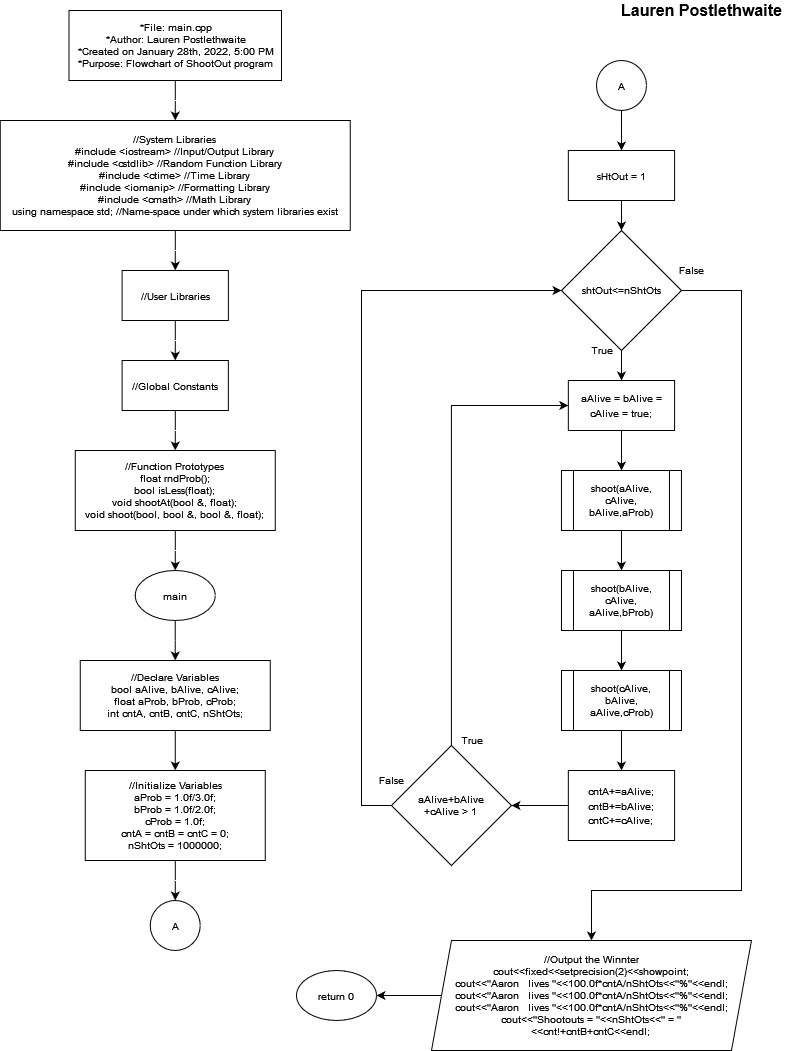 Lauren Postlethwaite
*File: main.cpp
*Author: Lauren Postlethwaite
*Created on January 28th, 2022, 5:00 PM
*Purpose: Flowchart of ShootOut program
//System Libraries
#include <iostream> //Input/Output Library
#include <cstdlib> //Random Function Library
#include <ctime> //Time Library
#include <iomanip> //Formatting Library
#include <cmath> //Math Library
using namespace std; //Name-space under which system libraries exist
//User Libraries
//Global Constants
//Function Prototypes
float rndProb();
bool isLess(float);
void shootAt(bool &, float);
void shoot(bool, bool &, bool &, float);
main
//Declare Variables
bool aAlive, bAlive, cAlive;
float aProb, bProb, cProb;
int cntA, cntB, cntC, nShtOts;
//Initialize Variables
aProb = 1.0f/3.0f;
bProb = 1.0f/2.0f;
cProb = 1.0f;
cntA = cntB = cntC = 0;
nShtOts = 1000000;
A
A
sHtOut = 1
shtOut<=nShtOts
False
True
aAlive = bAlive =
cAlive = true;
shoot(aAlive,
cAlive,
bAlive,aProb)
shoot(bAlive,
cAlive,
aAlive,bProb)
shoot(cAlive,
bAlive,
aAlive,cProb)
cntA+=aAlive;
cntB+=bAlive;
cntC+=cAlive;
True
False
aAlive+bAlive
+cAlive > 1
//Output the Winnter
cout<<fixed<<setprecision(2)<<showpoint;
cout<<"Aaron   lives "<<100.0f*cntA/nShtOts<<"%"<<endl;
cout<<"Aaron   lives "<<100.0f*cntA/nShtOts<<"%"<<endl;
cout<<"Aaron   lives "<<100.0f*cntA/nShtOts<<"%"<<endl;
cout<<"Shootouts = "<<nShtOts<<" = "
<<cnt!+cntB+cntC<<endl;
return 0